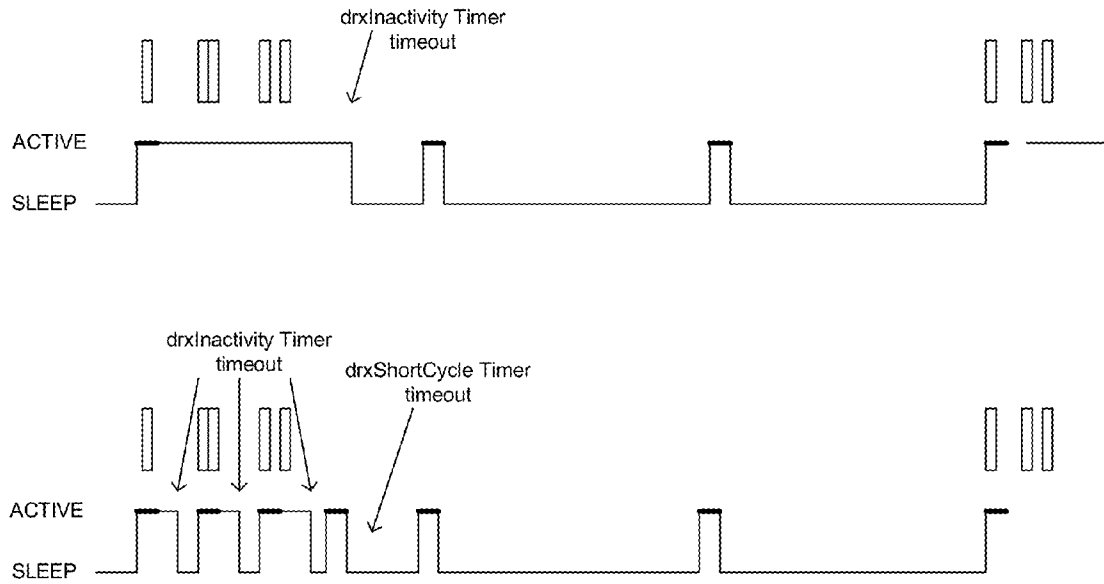 drxInactivity Timer
timeout
ACTIVE
SLEEP
drxInactivity Timer
timeout
drxShortCycle Timer
timeout
ACTIVE
SLEEP